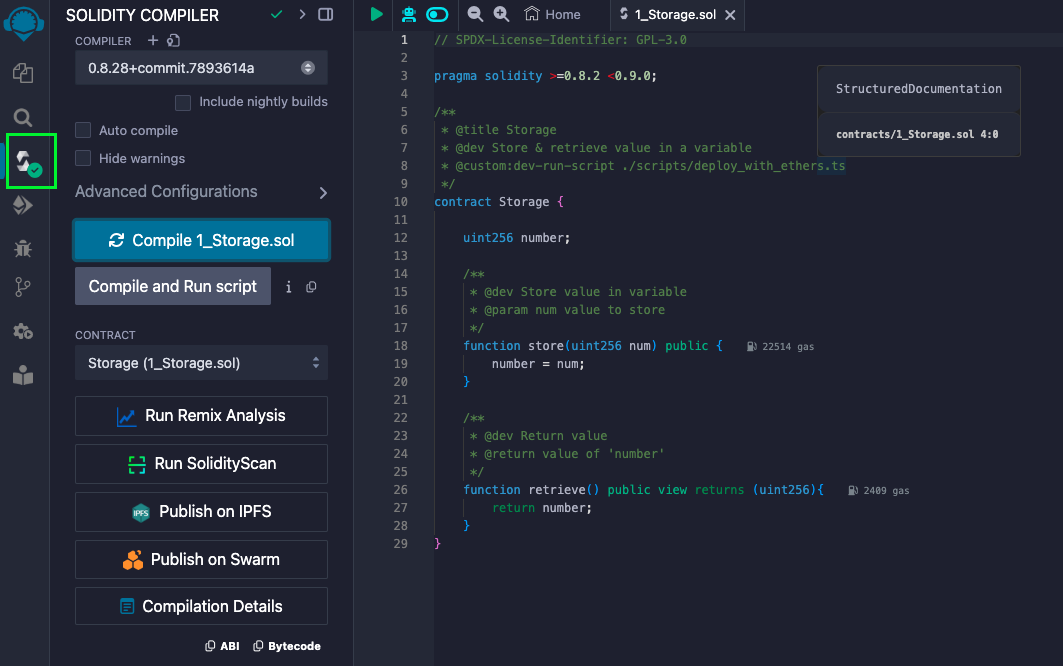 SOLIDITY COMPILER
COMPILER
0.8.28+commit.7893614a
Include nightly builds
Auto compile
Hide warnings
Advanced Configurations
Compile 1_Storage.sol
Compile and Run script
i
CONTRACT
Storage (1_Storage.sol)
Run Remix Analysis
Run SolidityScan
IPFS
Publish on IPFS
Publish on Swarm
Compilation Details
ABI
Bytecode
Home
1_Storage.sol
1 // SPDX-License-Identifier: GPL-3.0
2
3 pragma solidity >=0.8.2 <0.9.0;
4
5 /**
6 * @title Storage
7 * @dev Store & retrieve value in a variable
8 * @custom:dev-run-script ./scripts/deploy_with_ethers.ts
9 */
10 contract Storage {
11
12 uint256 number;
13
14 /**
15 * @dev Store value in variable
16 * @param num value to store
17 */
18 function store(uint256 num) public { 22514 gas
19 number = num;
20 }
21
22 /**
23 * @dev Return value
24 * @return value of 'number'
25 */
26 function retrieve() public view returns (uint256){ 2409 gas
27 return number;
28 }
29 }
StructuredDocumentation
contracts/1_Storage.sol 4:0